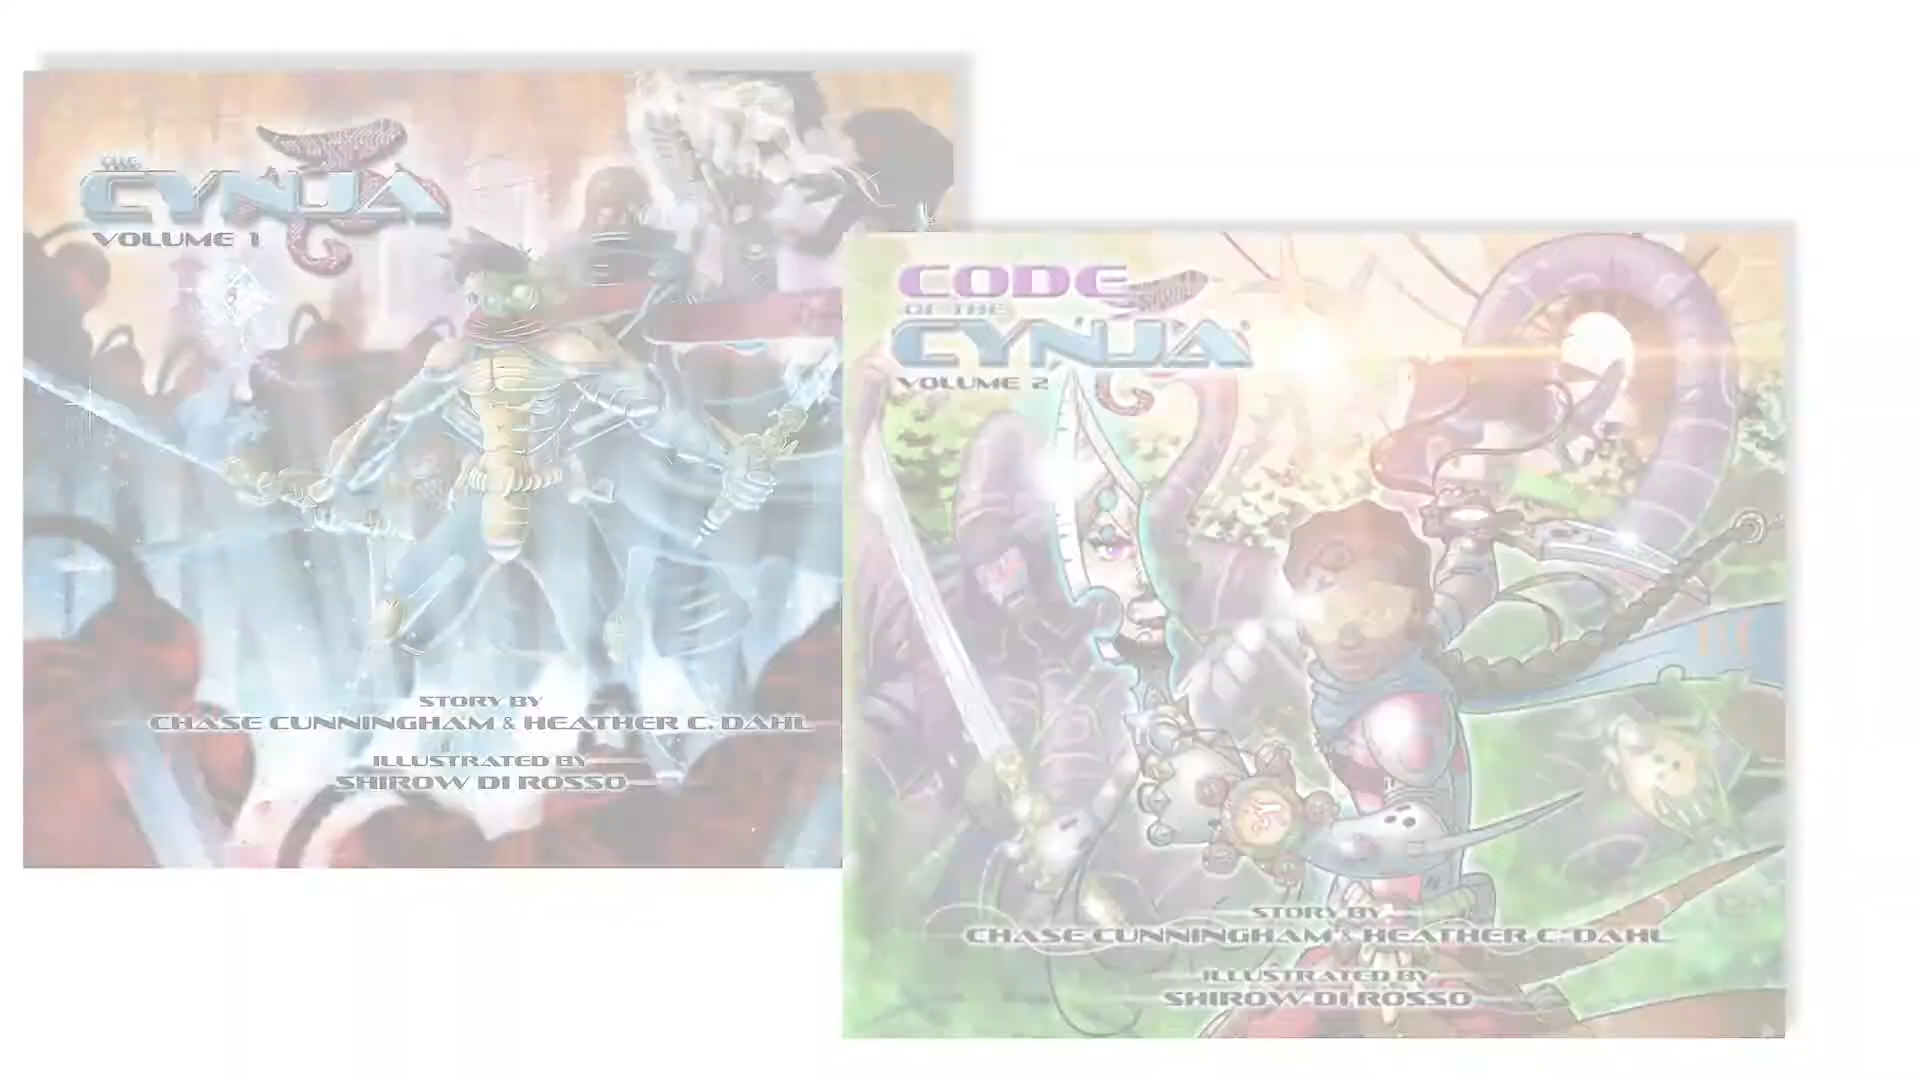 THE
CYNJA
VOLUME 1
STORY BY
CHASE CUNNINGHAM & HEATHER C. DAHL
ILLUSTRATED BY
SHIROW DI ROSSO
CODE
OF THE
CYNJA
VOLUME 2
STORY BY
CHASE CUNNINGHAM & HEATHER C. DAHL
ILLUSTRATED BY
SHIROW DI ROSSO